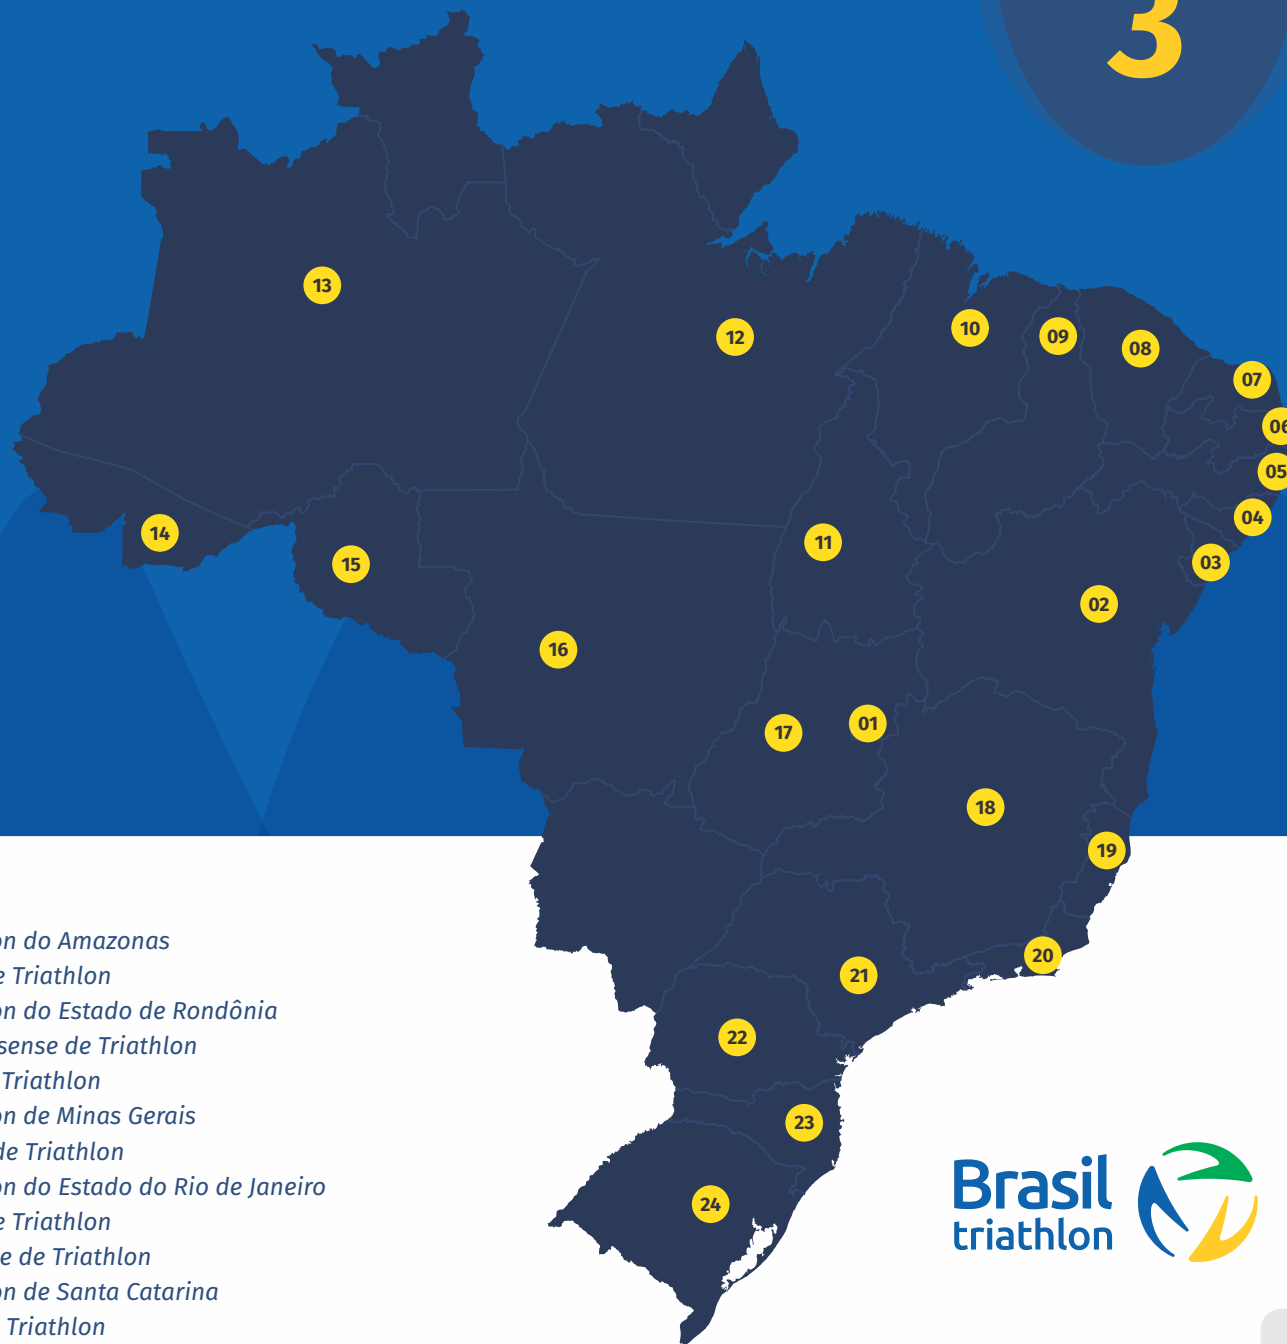 3
13
12
10
09
08
07
06
05
04
14
11
03
15
02
16
01
17
18
19
20
21
22
23
24
on do Amazonas
e Triathlon
on do Estado de Rondônia
sense de Triathlon
Triathlon
on de Minas Gerais
de Triathlon
on do Estado do Rio de Janeiro
e Triathlon
e de Triathlon
on de Santa Catarina
Triathlon
Brasil
triathlon